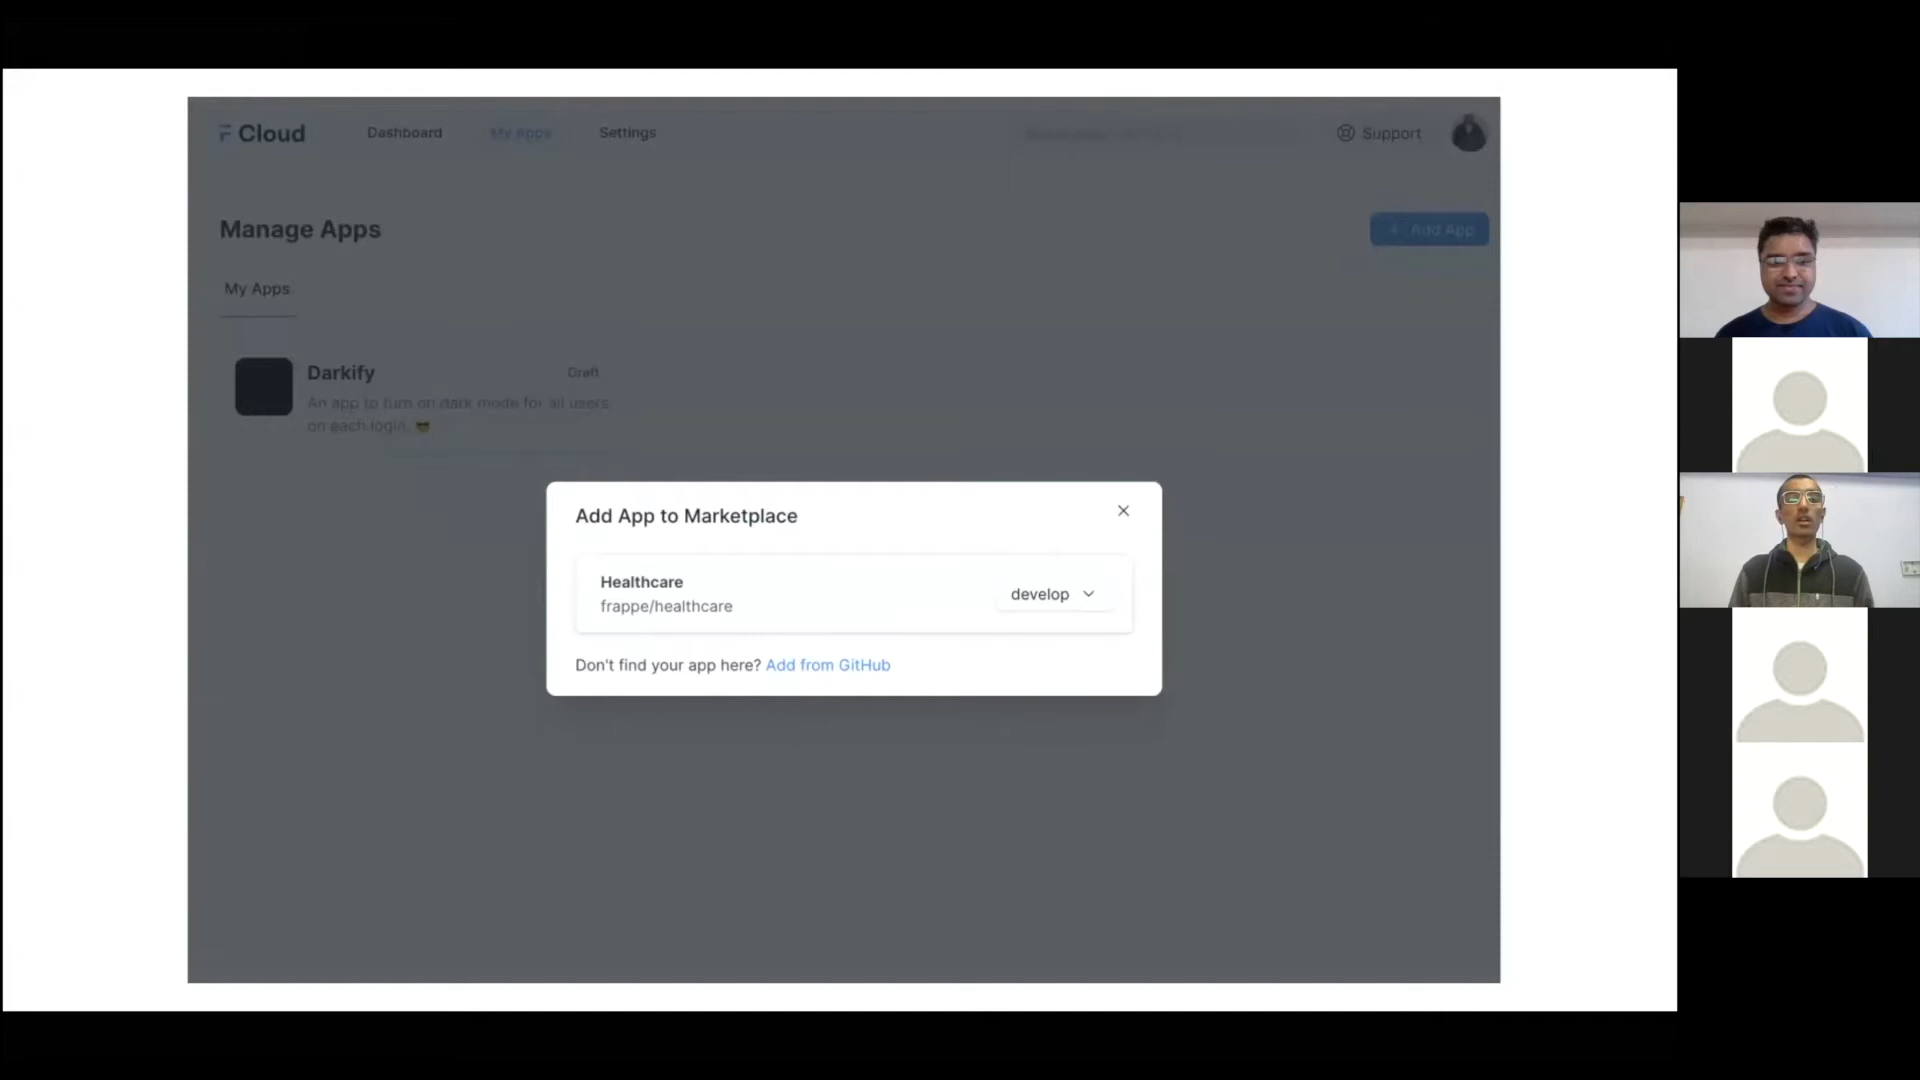 Cloud
Dashboard
My Apps
Settings
Support
Manage Apps
+ Add App
My Apps
Darkify
Draft
An app to turn on dark mode for all users
on each login. 😎
Add App to Marketplace
Healthcare
frappe/healthcare
develop
Don't find your app here? Add from GitHub